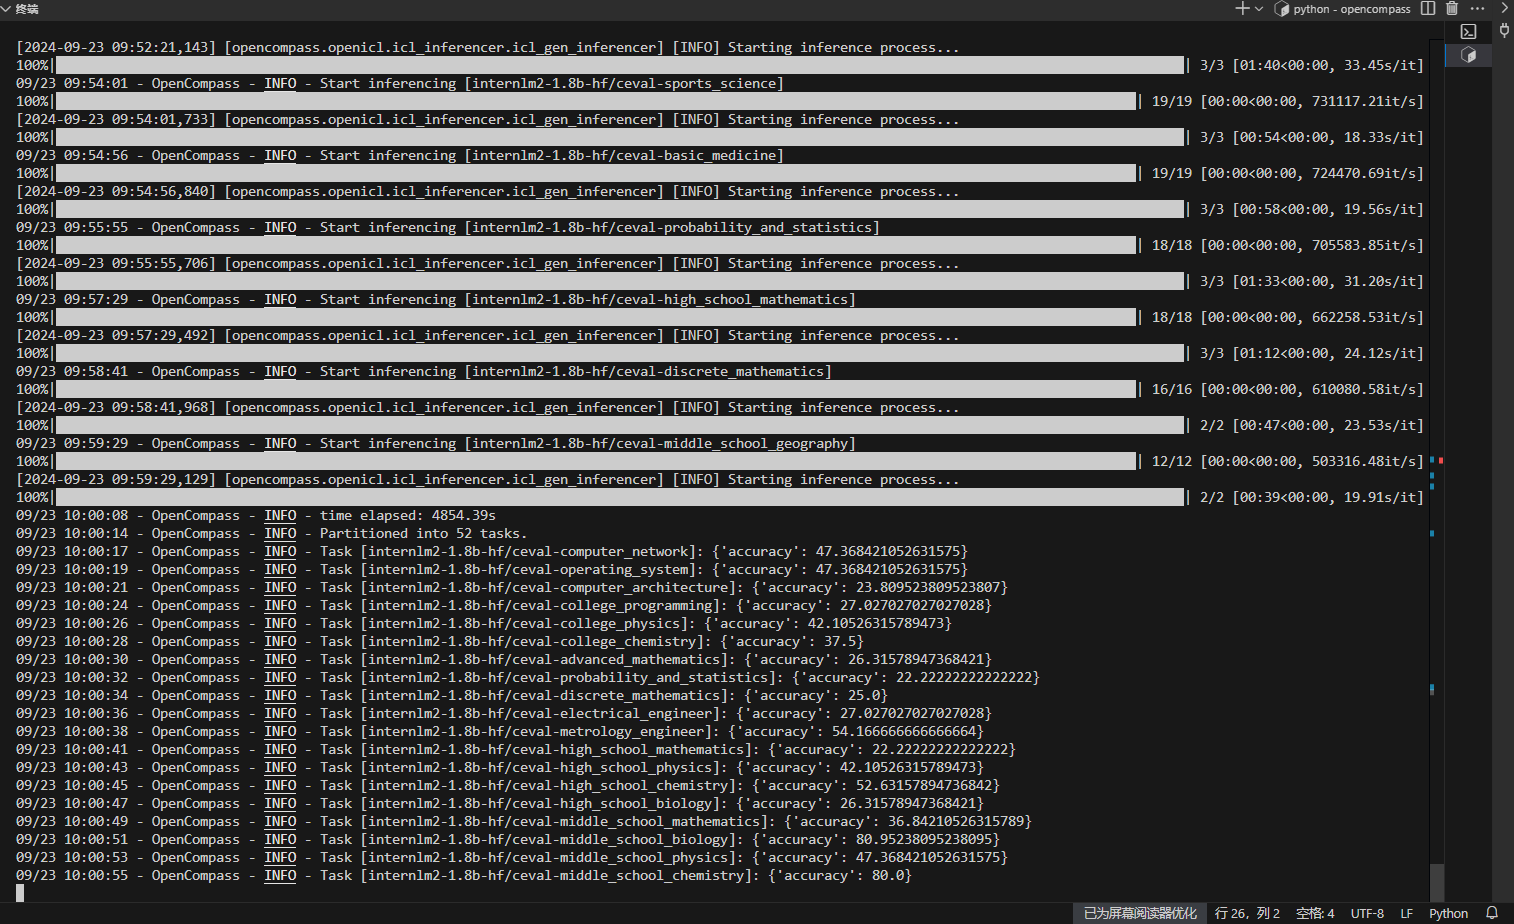 终端
python - opencompass
[2024-09-23 09:52:21,143] [opencompass.openicl.icl_inferencer.icl_gen_inferencer] [INFO] Starting inference process...
100%| | 3/3 [01:40<00:00, 33.45s/it]
09/23 09:54:01 - OpenCompass - INFO - Start inferencing [internlm2-1.8b-hf/ceval-sports_science]
100%| | 19/19 [00:00<00:00, 731117.21it/s]
[2024-09-23 09:54:01,733] [opencompass.openicl.icl_inferencer.icl_gen_inferencer] [INFO] Starting inference process...
100%| | 3/3 [00:54<00:00, 18.33s/it]
09/23 09:54:56 - OpenCompass - INFO - Start inferencing [internlm2-1.8b-hf/ceval-basic_medicine]
100%| | 19/19 [00:00<00:00, 724470.69it/s]
[2024-09-23 09:54:56,840] [opencompass.openicl.icl_inferencer.icl_gen_inferencer] [INFO] Starting inference process...
100%| | 3/3 [00:58<00:00, 19.56s/it]
09/23 09:55:55 - OpenCompass - INFO - Start inferencing [internlm2-1.8b-hf/ceval-probability_and_statistics]
100%| | 18/18 [00:00<00:00, 705583.85it/s]
[2024-09-23 09:55:55,706] [opencompass.openicl.icl_inferencer.icl_gen_inferencer] [INFO] Starting inference process...
100%| | 3/3 [01:33<00:00, 31.20s/it]
09/23 09:57:29 - OpenCompass - INFO - Start inferencing [internlm2-1.8b-hf/ceval-high_school_mathematics]
100%| | 18/18 [00:00<00:00, 662258.53it/s]
[2024-09-23 09:57:29,492] [opencompass.openicl.icl_inferencer.icl_gen_inferencer] [INFO] Starting inference process...
100%| | 3/3 [01:12<00:00, 24.12s/it]
09/23 09:58:41 - OpenCompass - INFO - Start inferencing [internlm2-1.8b-hf/ceval-discrete_mathematics]
100%| | 16/16 [00:00<00:00, 610080.58it/s]
[2024-09-23 09:58:41,968] [opencompass.openicl.icl_inferencer.icl_gen_inferencer] [INFO] Starting inference process...
100%| | 2/2 [00:47<00:00, 23.53s/it]
09/23 09:59:29 - OpenCompass - INFO - Start inferencing [internlm2-1.8b-hf/ceval-middle_school_geography]
100%| | 12/12 [00:00<00:00, 503316.48it/s]
[2024-09-23 09:59:29,129] [opencompass.openicl.icl_inferencer.icl_gen_inferencer] [INFO] Starting inference process...
100%| | 2/2 [00:39<00:00, 19.91s/it]
09/23 10:00:08 - OpenCompass - INFO - time elapsed: 4854.39s
09/23 10:00:14 - OpenCompass - INFO - Partitioned into 52 tasks.
09/23 10:00:17 - OpenCompass - INFO - Task [internlm2-1.8b-hf/ceval-computer_network]: {'accuracy': 47.368421052631575}
09/23 10:00:19 - OpenCompass - INFO - Task [internlm2-1.8b-hf/ceval-operating_system]: {'accuracy': 47.368421052631575}
09/23 10:00:21 - OpenCompass - INFO - Task [internlm2-1.8b-hf/ceval-computer_architecture]: {'accuracy': 23.809523809523807}
09/23 10:00:24 - OpenCompass - INFO - Task [internlm2-1.8b-hf/ceval-college_programming]: {'accuracy': 27.027027027027028}
09/23 10:00:26 - OpenCompass - INFO - Task [internlm2-1.8b-hf/ceval-college_physics]: {'accuracy': 42.10526315789473}
09/23 10:00:28 - OpenCompass - INFO - Task [internlm2-1.8b-hf/ceval-college_chemistry]: {'accuracy': 37.5}
09/23 10:00:30 - OpenCompass - INFO - Task [internlm2-1.8b-hf/ceval-advanced_mathematics]: {'accuracy': 26.31578947368421}
09/23 10:00:32 - OpenCompass - INFO - Task [internlm2-1.8b-hf/ceval-probability_and_statistics]: {'accuracy': 22.22222222222222}
09/23 10:00:34 - OpenCompass - INFO - Task [internlm2-1.8b-hf/ceval-discrete_mathematics]: {'accuracy': 25.0}
09/23 10:00:36 - OpenCompass - INFO - Task [internlm2-1.8b-hf/ceval-electrical_engineer]: {'accuracy': 27.027027027027028}
09/23 10:00:38 - OpenCompass - INFO - Task [internlm2-1.8b-hf/ceval-metrology_engineer]: {'accuracy': 54.166666666666664}
09/23 10:00:41 - OpenCompass - INFO - Task [internlm2-1.8b-hf/ceval-high_school_mathematics]: {'accuracy': 22.22222222222222}
09/23 10:00:43 - OpenCompass - INFO - Task [internlm2-1.8b-hf/ceval-high_school_physics]: {'accuracy': 42.10526315789473}
09/23 10:00:45 - OpenCompass - INFO - Task [internlm2-1.8b-hf/ceval-high_school_chemistry]: {'accuracy': 52.63157894736842}
09/23 10:00:47 - OpenCompass - INFO - Task [internlm2-1.8b-hf/ceval-high_school_biology]: {'accuracy': 26.31578947368421}
09/23 10:00:49 - OpenCompass - INFO - Task [internlm2-1.8b-hf/ceval-middle_school_mathematics]: {'accuracy': 36.84210526315789}
09/23 10:00:51 - OpenCompass - INFO - Task [internlm2-1.8b-hf/ceval-middle_school_biology]: {'accuracy': 80.95238095238095}
09/23 10:00:53 - OpenCompass - INFO - Task [internlm2-1.8b-hf/ceval-middle_school_physics]: {'accuracy': 47.368421052631575}
09/23 10:00:55 - OpenCompass - INFO - Task [internlm2-1.8b-hf/ceval-middle_school_chemistry]: {'accuracy': 80.0}
已为屏幕阅读器优化 行 26，列 2 空格: 4 UTF-8 LF Python